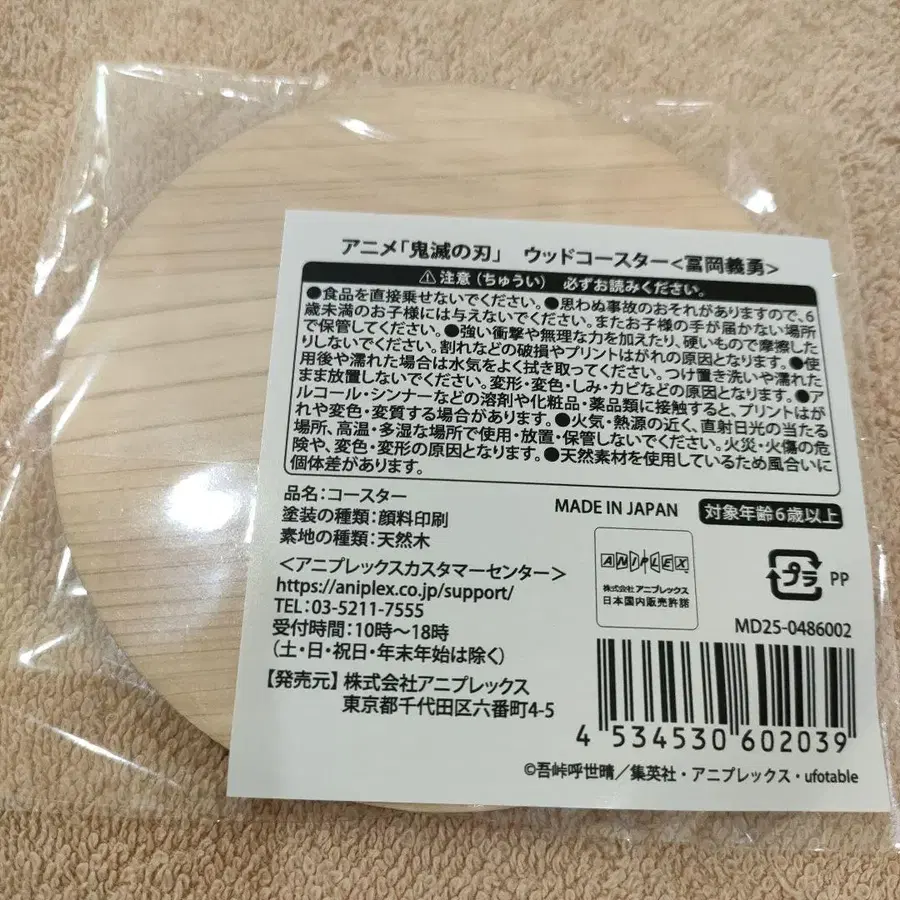 アニメ「鬼滅の刃」 ウッドコースター<冨岡義勇>
⚠注意（ちゅうい） 必ずお読みください。
●食品を直接乗せないでください。●思わぬ事故のおそれがありますので、6
歳未満のお子様には与えないでください。またお子様の手が届かない場所
で保管してください。●強い衝撃や無理な力を加えたり、硬いもので摩擦した
りしないでください。割れなどの破損やプリントはがれの原因となります。●使
用後や濡れた場合は水気をよく拭き取ってください。つけ置き洗いや濡れた
まま放置しないでください。変形・変色・しみ・カビなどの原因となります。●ア
ルコール・シンナーなどの溶剤や化粧品・薬品類に接触すると、プリントはが
れや変色・変質する場合があります。●火気・熱源の近く、直射日光の当たる
場所、高温・多湿な場所で使用・放置・保管しないでください。火災・火傷の危
険や、変色・変形の原因となります。●天然素材を使用しているため風合いに
個体差があります。
品名：コースター
塗装の種類：顔料印刷
素地の種類：天然木
MADE IN JAPAN
対象年齢6歳以上
＜アニプレックスカスタマーセンター＞
https://aniplex.co.jp/support/
TEL：03-5211-7555
受付時間：10時～18時
（土・日・祝日・年末年始は除く）
【発売元】株式会社アニプレックス
東京都千代田区六番町4-5
ANIPLEX
株式会社 アニプレックス
日本国内販売許諾
プラ PP
MD25-0486002
4 534530 602039
©吾峠呼世晴／集英社・アニプレックス・ufotable